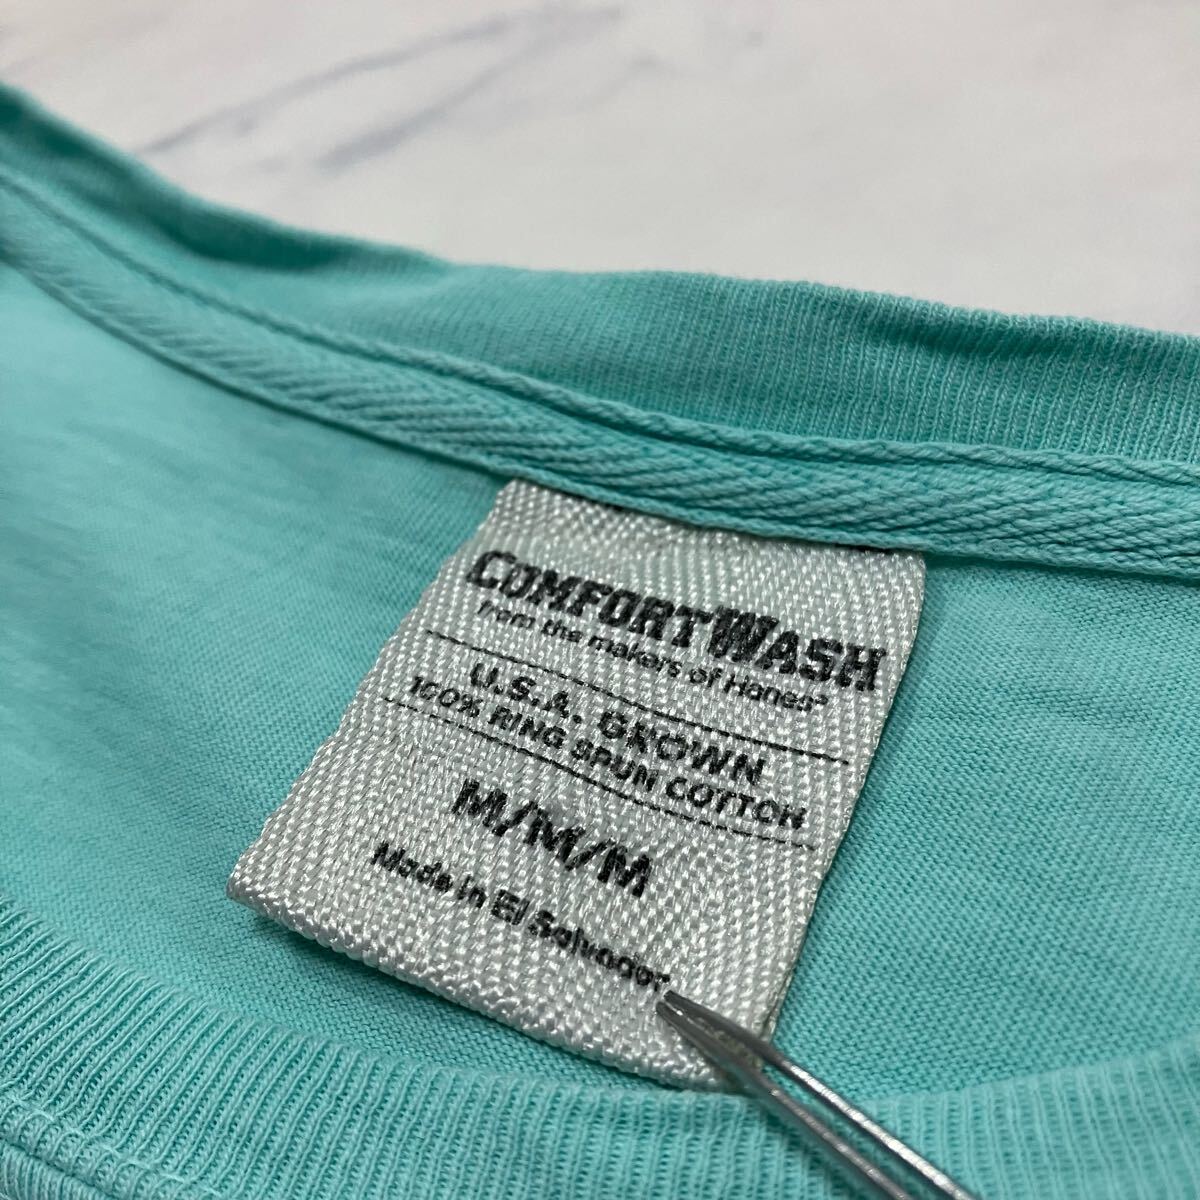 COMFORTWASH
from the makers of Hanes®
U.S.A. GROWN
100% RING SPUN COTTON
M/M/M
Made in El Salvador